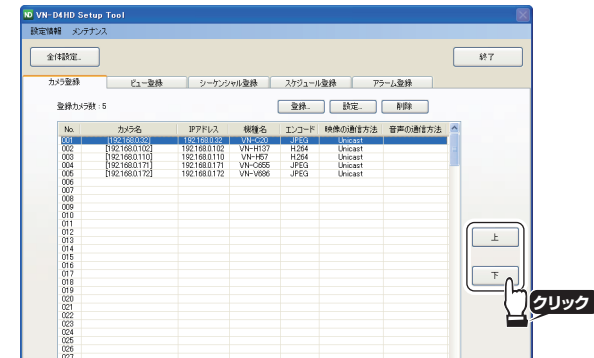 VN-D4HD Setup Tool
設定情報 メンテナンス
全体設定... 終了
カメラ登録 ビュー登録 シーケンシャル登録 スケジュール登録 アラーム登録
登録カメラ数 : 5 登録... 設定... 削除
No. カメラ名 IPアドレス 機種名 エンコード 映像の通信方法 音声の通信方法
001 [192.168.0.32] 192.168.0.32 VN-C20 JPEG Unicast
002 [192.168.0.102] 192.168.0.102 VN-H137 H.264 Unicast
003 [192.168.0.110] 192.168.0.110 VN-H57 H.264 Unicast
004 [192.168.0.171] 192.168.0.171 VN-C655 JPEG Unicast
005 [192.168.0.172] 192.168.0.172 VN-V686 JPEG Unicast
006
007
008
009
010
011
012
013
014
015
016
017
018
019
020
021
022
023
024
025
026
027
上
下
クリック